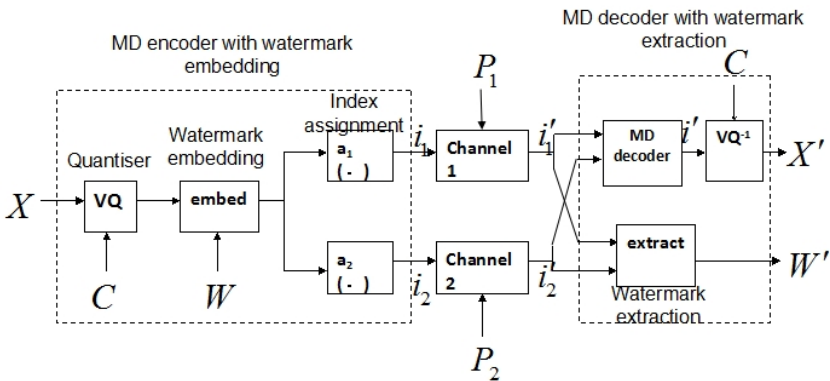 MD encoder with watermark
embedding
MD decoder with watermark
extraction
P₁
C
Index
assignment
Watermark
embedding
Quantiser
X
VQ
embed
a₁
( - )
i₁
Channel
1
i′₁
MD
decoder
i′
VQ⁻¹
X′
a₂
( - )
i₂
Channel
2
i′₂
extract
W′
Watermark
extraction
C
W
P₂